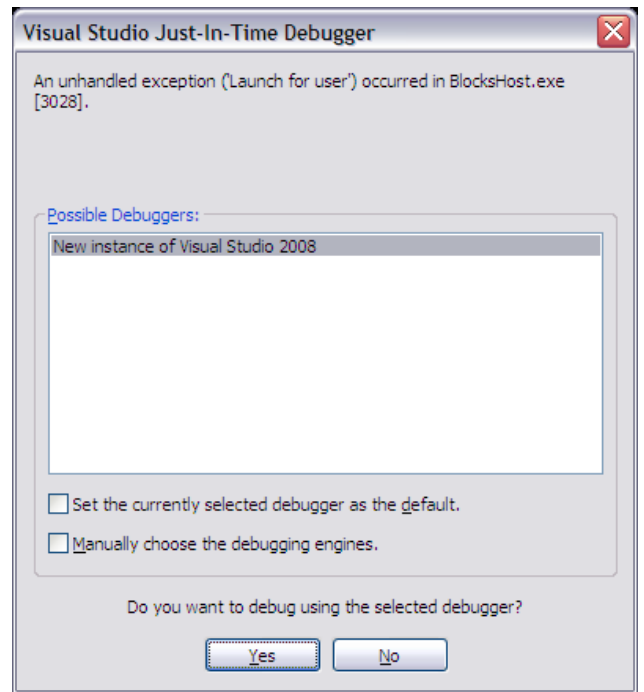 Visual Studio Just-In-Time Debugger
An unhandled exception ('Launch for user') occurred in BlocksHost.exe
[3028].
Possible Debuggers:
New instance of Visual Studio 2008
Set the currently selected debugger as the default.
Manually choose the debugging engines.
Do you want to debug using the selected debugger?
Yes
No